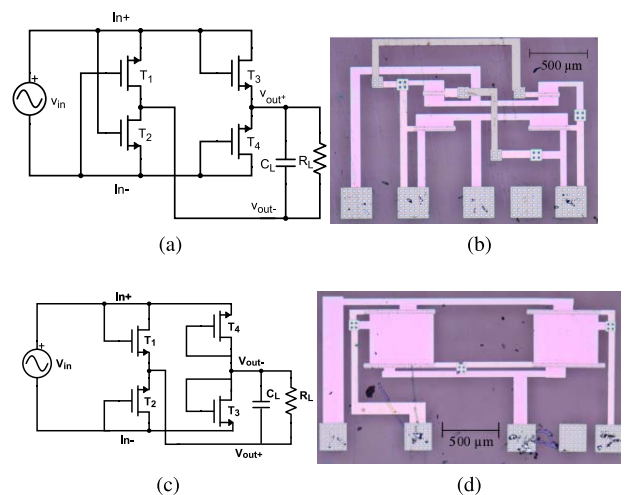 In+
T1
T3
vin
vout+
T2
T4
CL
RL
In-
vout-
(a)
500 µm
(b)
In+
T4
T1
Vin
Vout-
CL
RL
T2
T3
In-
Vout+
(c)
500 µm
(d)